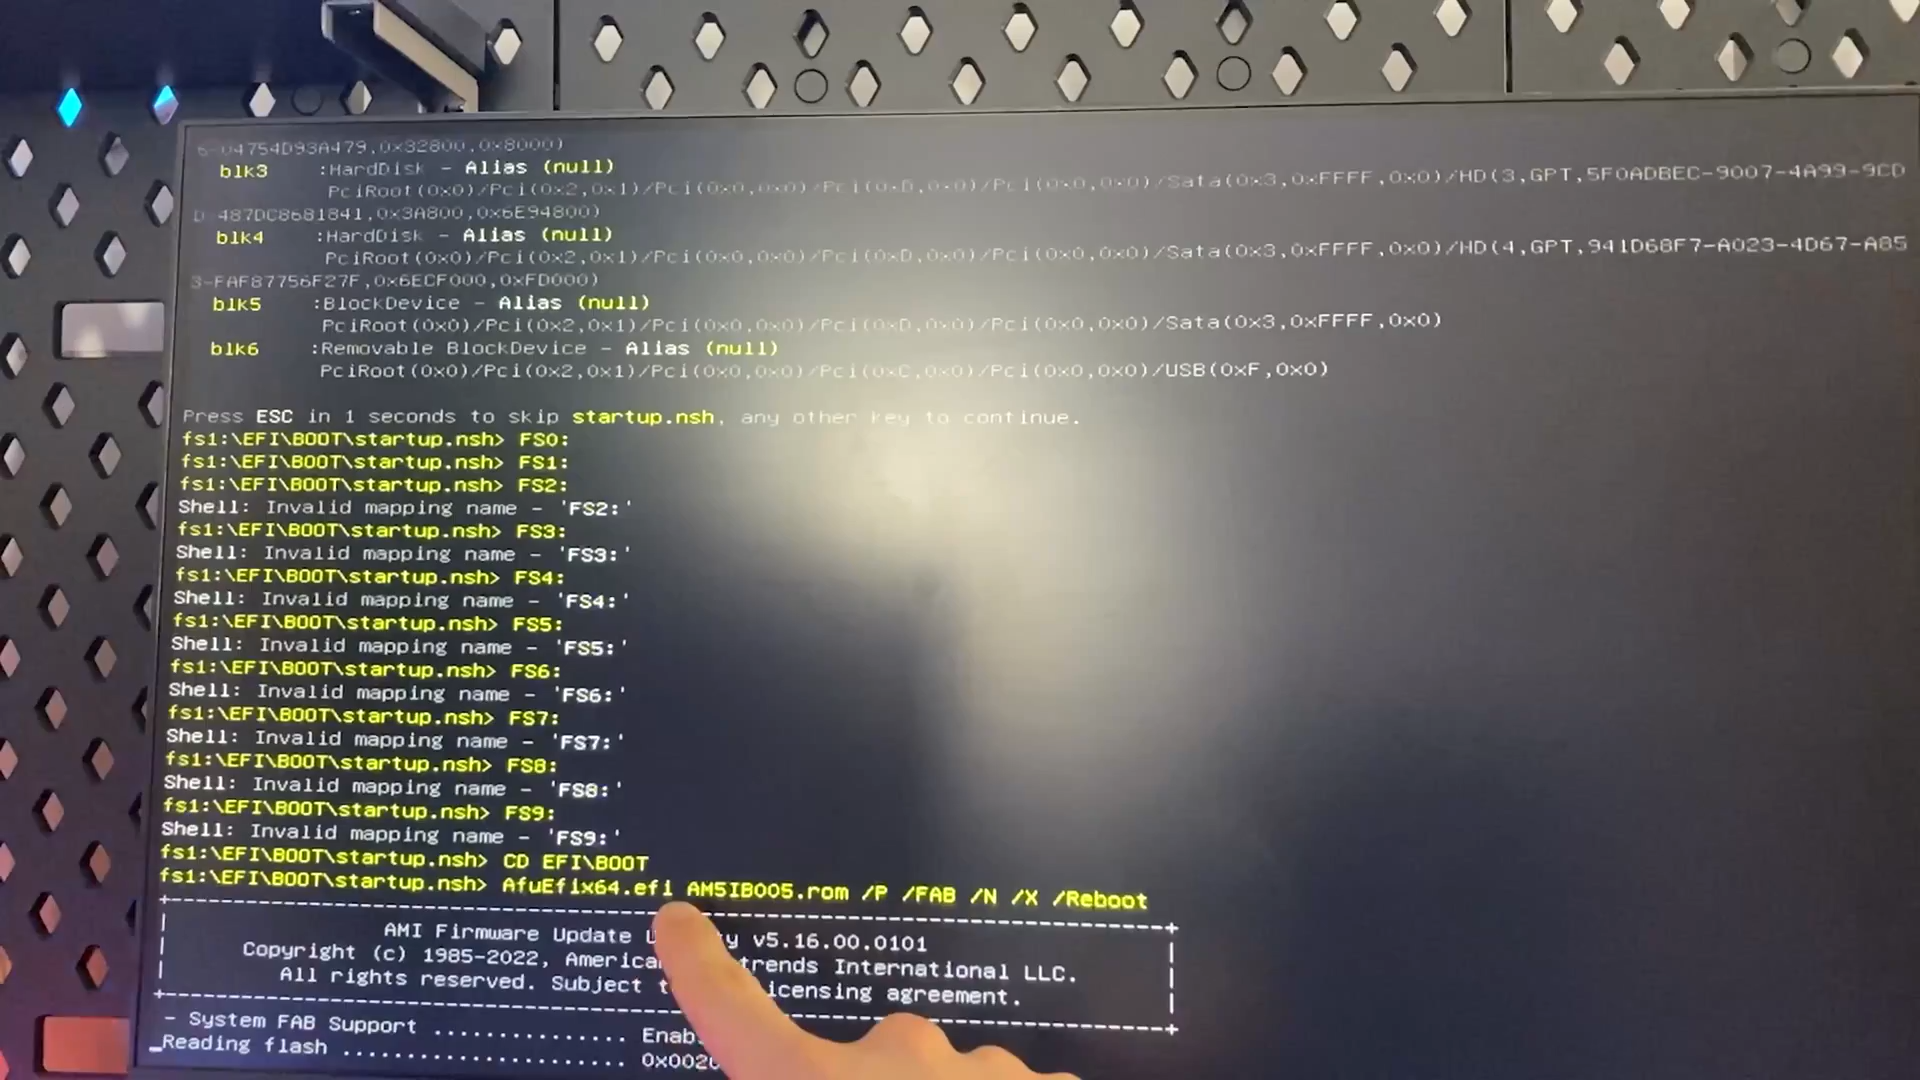 6-04754D93A479,0x32800,0x8000)
blk3 :HardDisk - Alias (null)
PciRoot(0x0)/Pci(0x2,0x1)/Pci(0x0,0x0)/Pci(0xD,0x0)/Pci(0x0,0x0)/Sata(0x3,0xFFFF,0x0)/HD(3,GPT,5F0ADBEC-9007-4A99-9CD
D-487DC8681841,0x3A800,0x6E94800)
blk4 :HardDisk - Alias (null)
PciRoot(0x0)/Pci(0x2,0x1)/Pci(0x0,0x0)/Pci(0xD,0x0)/Pci(0x0,0x0)/Sata(0x3,0xFFFF,0x0)/HD(4,GPT,941D68F7-A023-4D67-A85
3-FAF87756F27F,0x6ECF000,0xFD000)
blk5 :BlockDevice - Alias (null)
PciRoot(0x0)/Pci(0x2,0x1)/Pci(0x0,0x0)/Pci(0xD,0x0)/Pci(0x0,0x0)/Sata(0x3,0xFFFF,0x0)
blk6 :Removable BlockDevice - Alias (null)
PciRoot(0x0)/Pci(0x2,0x1)/Pci(0x0,0x0)/Pci(0xC,0x0)/Pci(0x0,0x0)/USB(0xF,0x0)
Press ESC in 1 seconds to skip startup.nsh, any other key to continue.
fs1:\EFI\BOOT\startup.nsh> FS0:
fs1:\EFI\BOOT\startup.nsh> FS1:
fs1:\EFI\BOOT\startup.nsh> FS2:
Shell: Invalid mapping name - 'FS2:'
fs1:\EFI\BOOT\startup.nsh> FS3:
Shell: Invalid mapping name - 'FS3:'
fs1:\EFI\BOOT\startup.nsh> FS4:
Shell: Invalid mapping name - 'FS4:'
fs1:\EFI\BOOT\startup.nsh> FS5:
Shell: Invalid mapping name - 'FS5:'
fs1:\EFI\BOOT\startup.nsh> FS6:
Shell: Invalid mapping name - 'FS6:'
fs1:\EFI\BOOT\startup.nsh> FS7:
Shell: Invalid mapping name - 'FS7:'
fs1:\EFI\BOOT\startup.nsh> FS8:
Shell: Invalid mapping name - 'FS8:'
fs1:\EFI\BOOT\startup.nsh> FS9:
Shell: Invalid mapping name - 'FS9:'
fs1:\EFI\BOOT\startup.nsh> CD EFI\BOOT
fs1:\EFI\BOOT\startup.nsh> AfuEfix64.efi AM5IB005.rom /P /FAB /N /X /Reboot
AMI Firmware Update v5.16.00.0101
Copyright (c) 1985-2022, International LLC.
All rights reserved. Subject agreement.
- System FAB Support ...............
Reading flash ......................